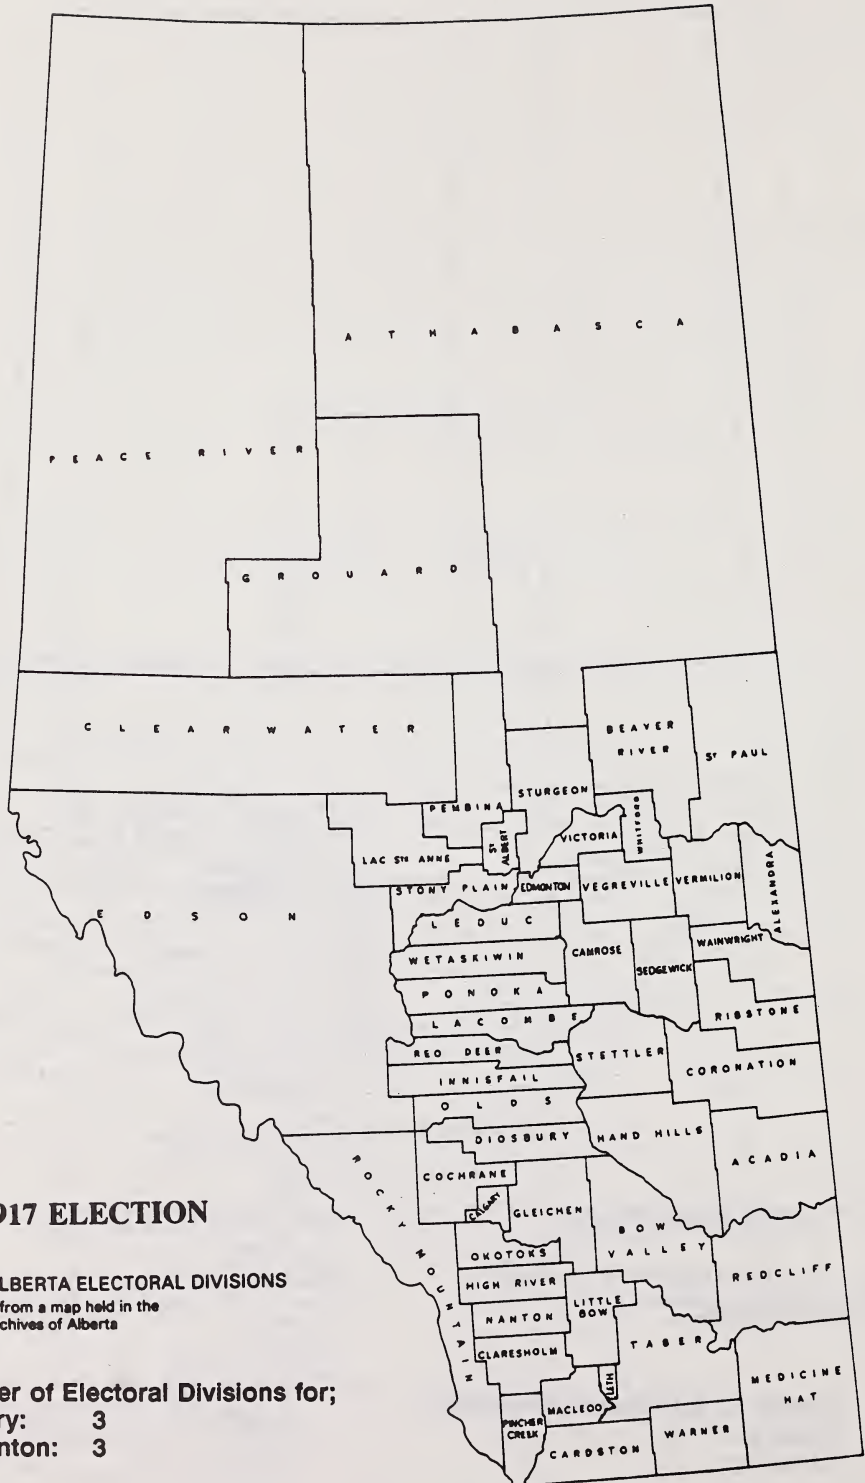 ATHABASCA
PEACE RIVER
GROUARD
CLEARWATER
BEAVER
RIVER
ST PAUL
STURGEON
PEMBINA
WHITFORD
VICTORIA
ST
ALBERT
LAC STE ANNE
STONY PLAIN
EDMONTON
VEGREVILLE
VERMILION
ALEXANDRA
EDSON
LEDUC
WAINWRIGHT
CAMROSE
WETASKIWIN
SEDGEWICK
PONOKA
RIBSTONE
LACOMBE
RED DEER
STETTLER
CORONATION
INNISFAIL
OLDS
DIDSBURY
HAND HILLS
ACADIA
COCHRANE
ROCKY MOUNTAIN
CALGARY
GLEICHEN
BOW
VALLEY
OKOTOKS
REDCLIFF
HIGH RIVER
LITTLE
BOW
NANTON
TABER
CLARESHOLM
MEDICINE
HAT
LETH
MACLEOD
PINCHER
CREEK
WARNER
CARDSTON
917 ELECTION
LBERTA ELECTORAL DIVISIONS
from a map held in the
chives of Alberta
er of Electoral Divisions for;
ry: 3
nton: 3